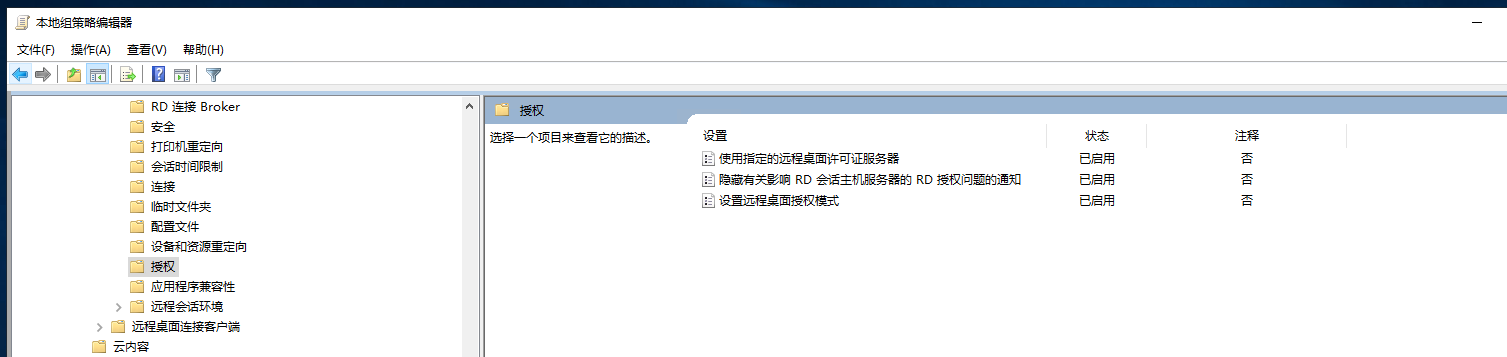 本地组策略编辑器
文件(F) 操作(A) 查看(V) 帮助(H)
RD 连接 Broker
安全
打印机重定向
会话时间限制
连接
临时文件夹
配置文件
设备和资源重定向
授权
应用程序兼容性
远程会话环境
远程桌面连接客户端
云内容
授权
选择一个项目来查看它的描述。
设置 状态 注释
使用指定的远程桌面许可证服务器 已启用 否
隐藏有关影响 RD 会话主机服务器的 RD 授权问题的通知 已启用 否
设置远程桌面授权模式 已启用 否